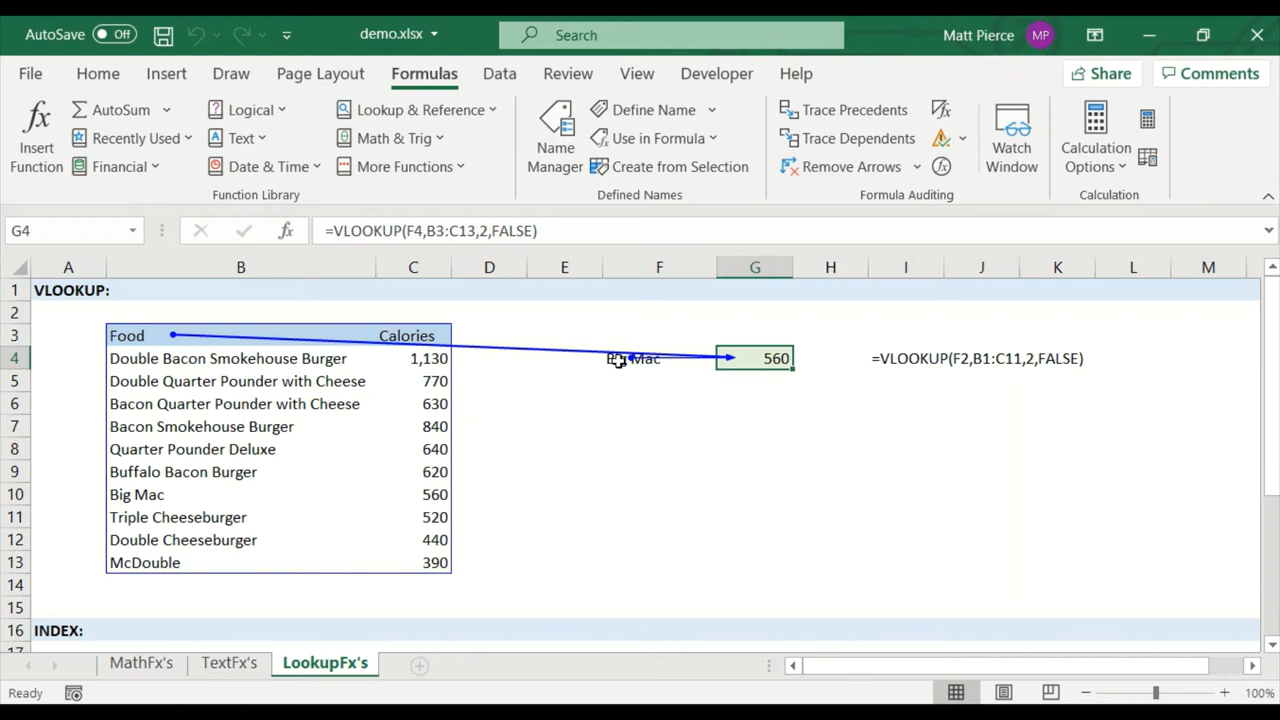 AutoSave Off demo.xlsx Search Matt Pierce MP
File Home Insert Draw Page Layout Formulas Data Review View Developer Help Share Comments
fx Insert Function
AutoSum
Recently Used
Financial
Logical
Text
Date & Time
Lookup & Reference
Math & Trig
More Functions
Function Library
Name Manager
Define Name
Use in Formula
Create from Selection
Defined Names
Trace Precedents
Trace Dependents
Remove Arrows
Formula Auditing
Watch Window
Calculation Options
Calculation
G4 fx =VLOOKUP(F4,B3:C13,2,FALSE)
A B C D E F G H I J K L M
1 VLOOKUP:
2
3 Food Calories
4 Double Bacon Smokehouse Burger 1,130 Big Mac 560 =VLOOKUP(F2,B1:C11,2,FALSE)
5 Double Quarter Pounder with Cheese 770
6 Bacon Quarter Pounder with Cheese 630
7 Bacon Smokehouse Burger 840
8 Quarter Pounder Deluxe 640
9 Buffalo Bacon Burger 620
10 Big Mac 560
11 Triple Cheeseburger 520
12 Double Cheeseburger 440
13 McDouble 390
14
15
16 INDEX:
17
MathFx's TextFx's LookupFx's
Ready 100%